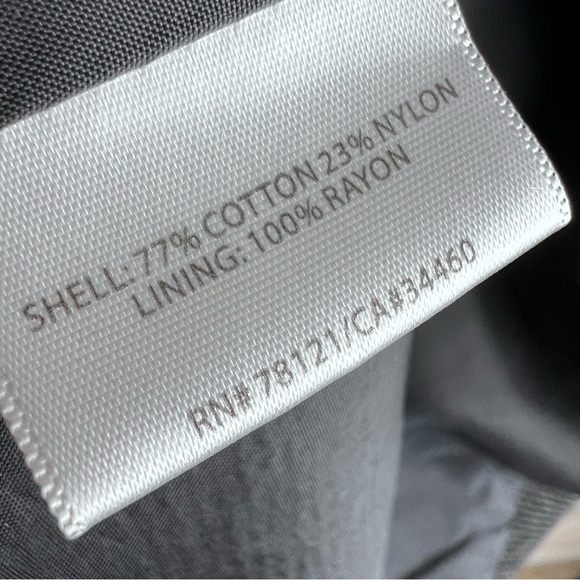 SHELL: 77% COTTON 23% NYLON
LINING: 100% RAYON
RN# 78121/CA#34460